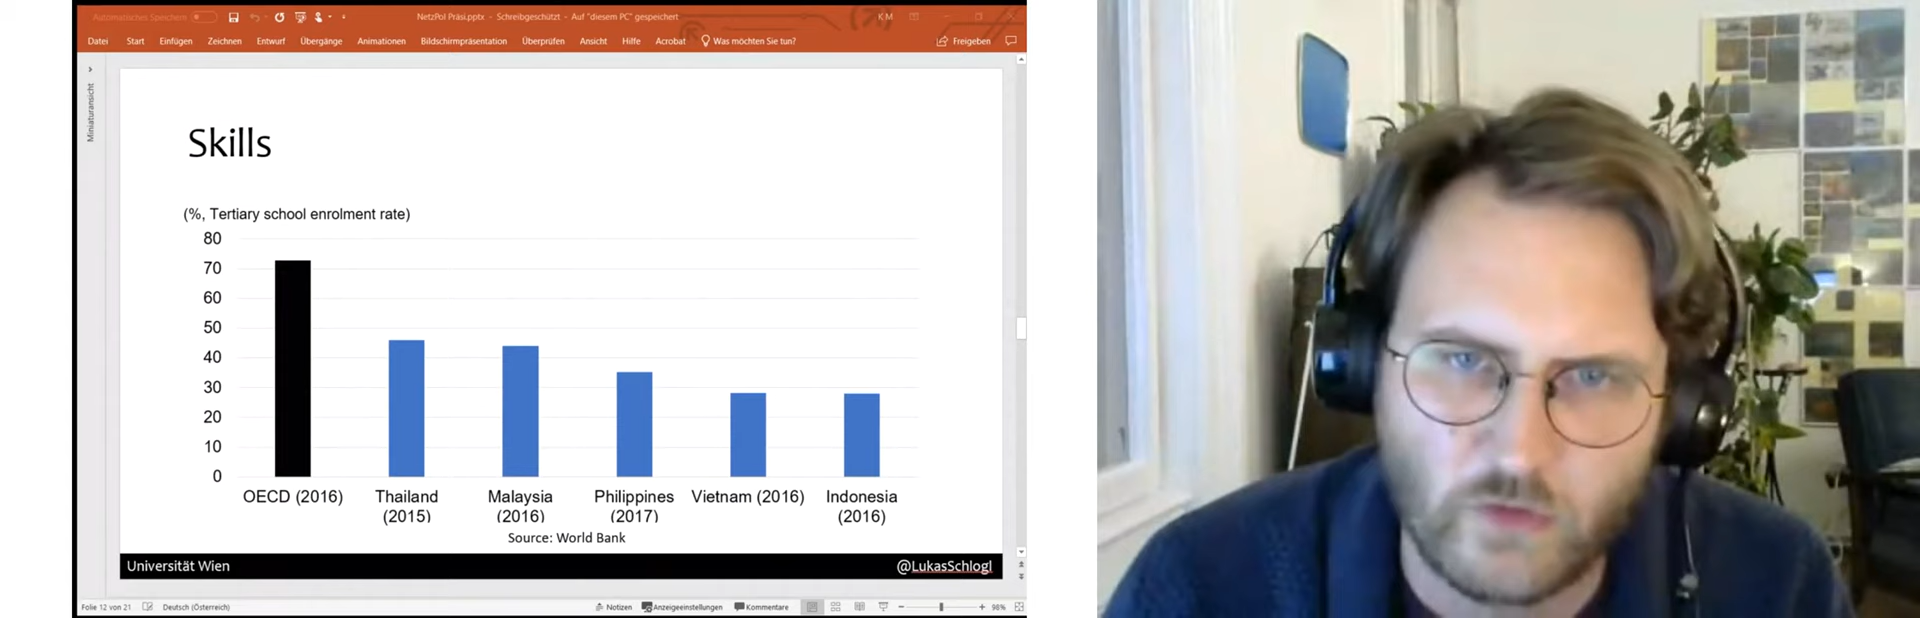 Automatisches Speichern
NetzPol Präsi.pptx - Schreibgeschützt - Auf "diesem PC" gespeichert
K M
Datei Start Einfügen Zeichnen Entwurf Übergänge Animationen Bildschirmpräsentation Überprüfen Ansicht Hilfe Acrobat Was möchten Sie tun? Freigeben
Miniaturansicht
Skills
(%, Tertiary school enrolment rate)
80
70
60
50
40
30
20
10
0
OECD (2016) Thailand (2015) Malaysia (2016) Philippines (2017) Vietnam (2016) Indonesia (2016)
Source: World Bank
Universität Wien @LukasSchlogl
Folie 12 von 21 Deutsch (Österreich) Notizen Anzeigeeinstellungen Kommentare 98%